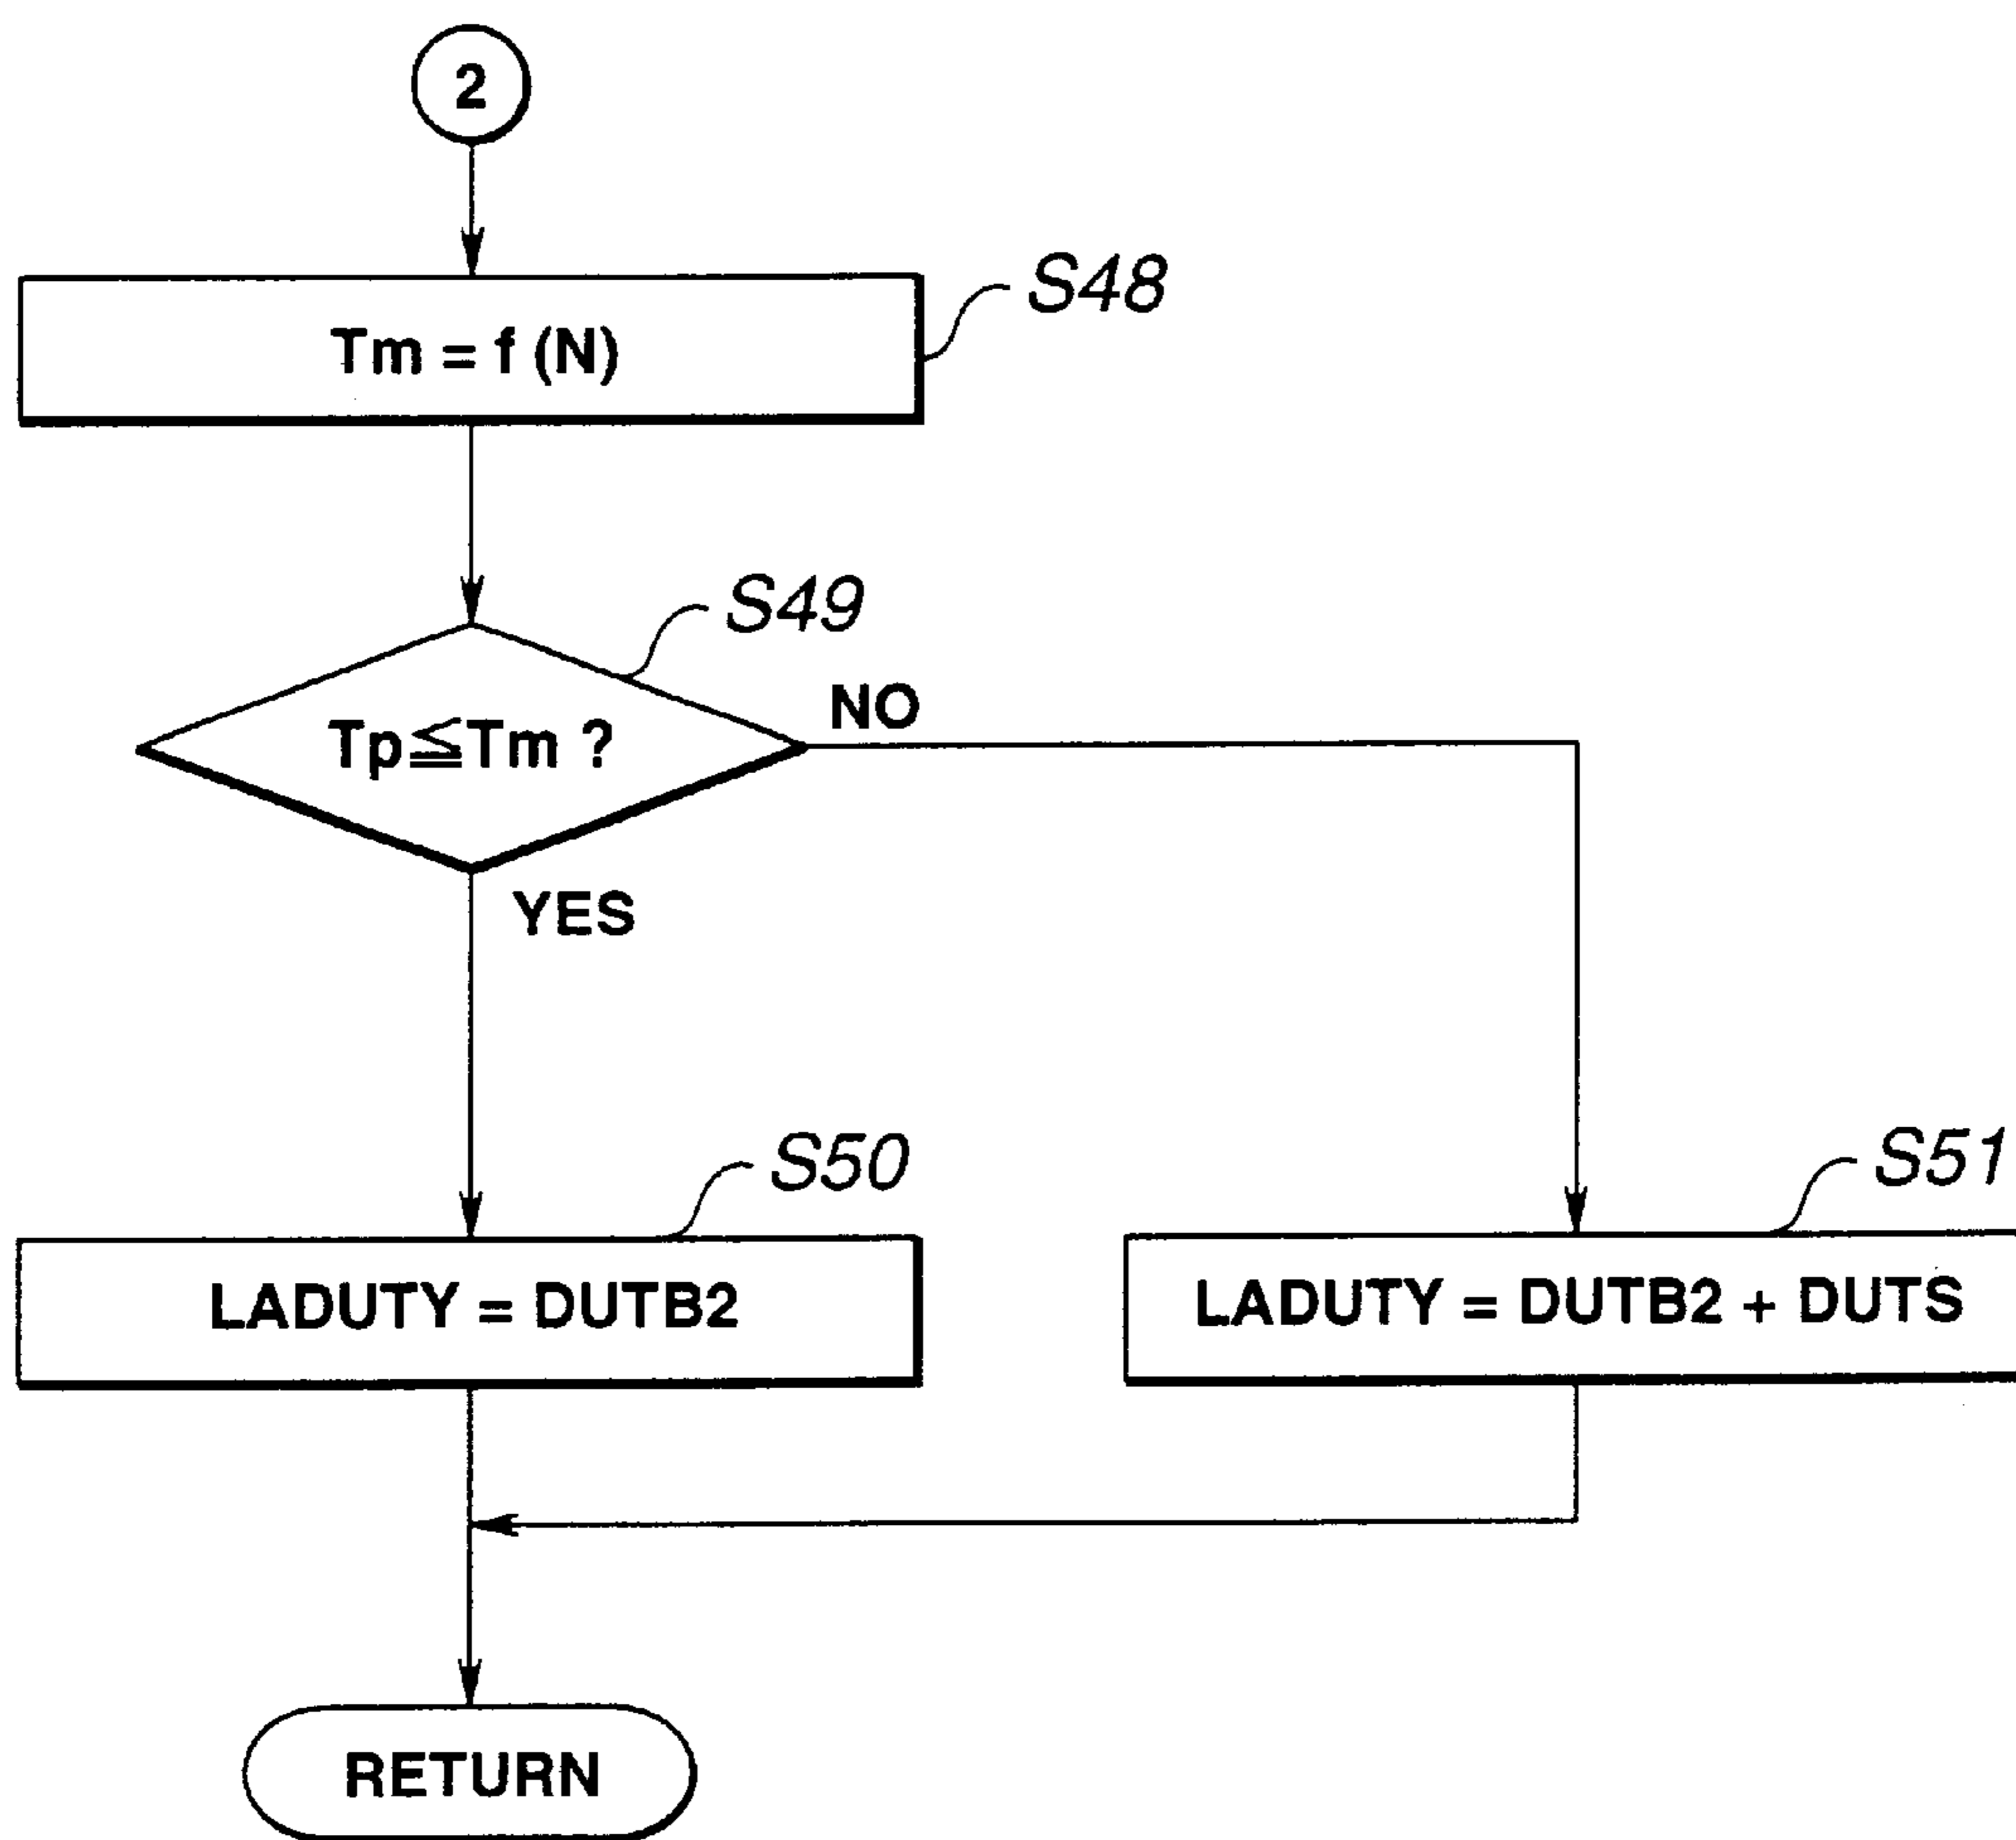 2
S48
Tm = f (N)
S49
Tp≦Tm ?
NO
YES
S50
S51
LADUTY = DUTB2
LADUTY = DUTB2 + DUTS
RETURN